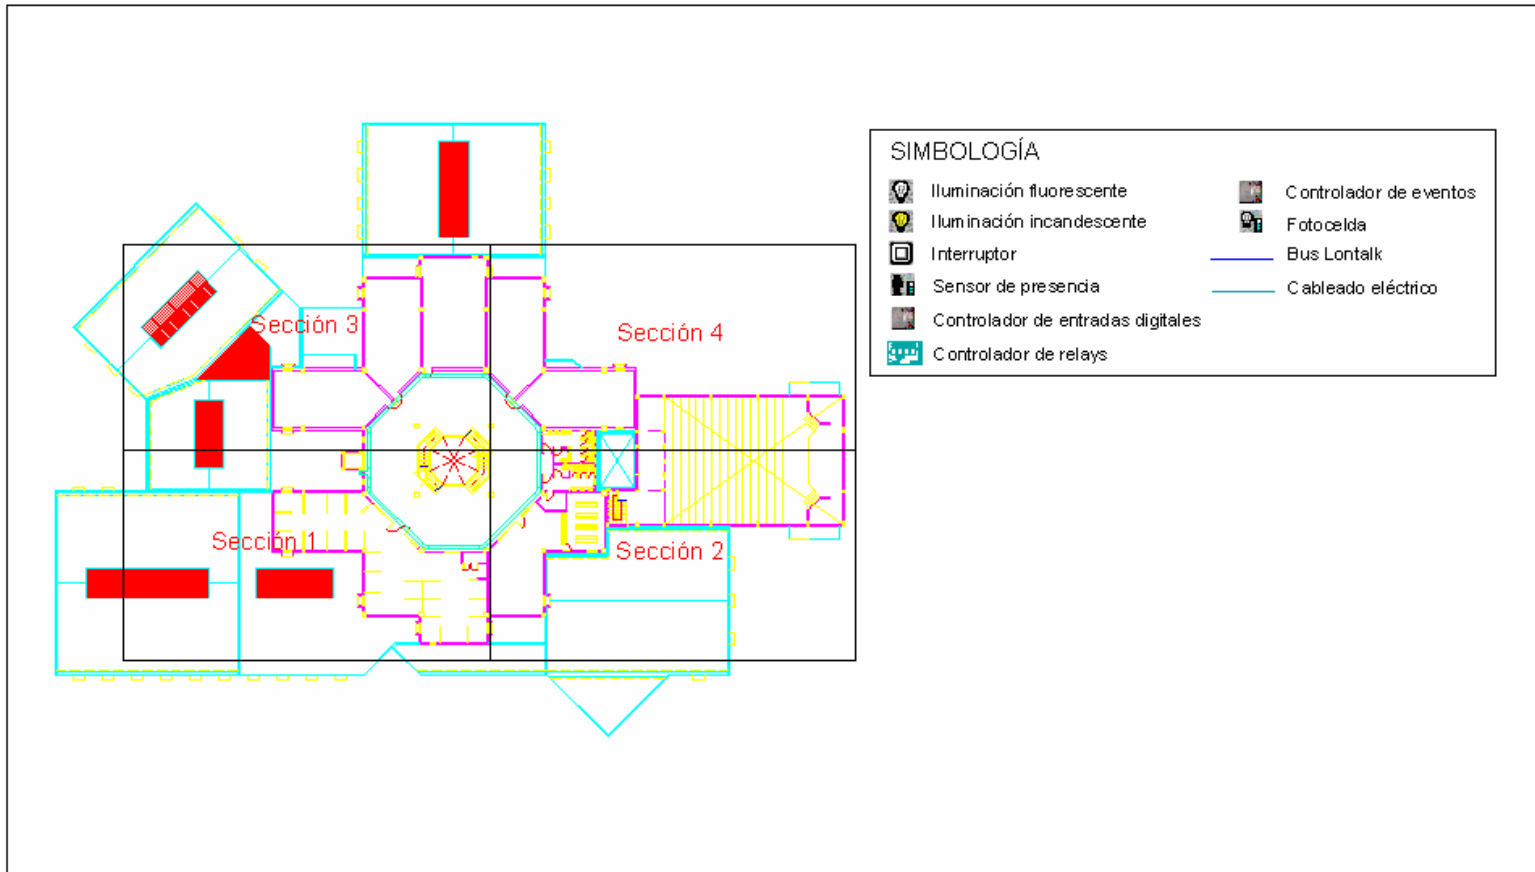 SIMBOLOGÍA
Iluminación fluorescente
Iluminación incandescente
Interruptor
Sensor de presencia
Controlador de entradas digitales
Controlador de relays
Controlador de eventos
Fotocelda
Bus Lontalk
Cableado eléctrico
Sección 3
Sección 4
Sección 1
Sección 2